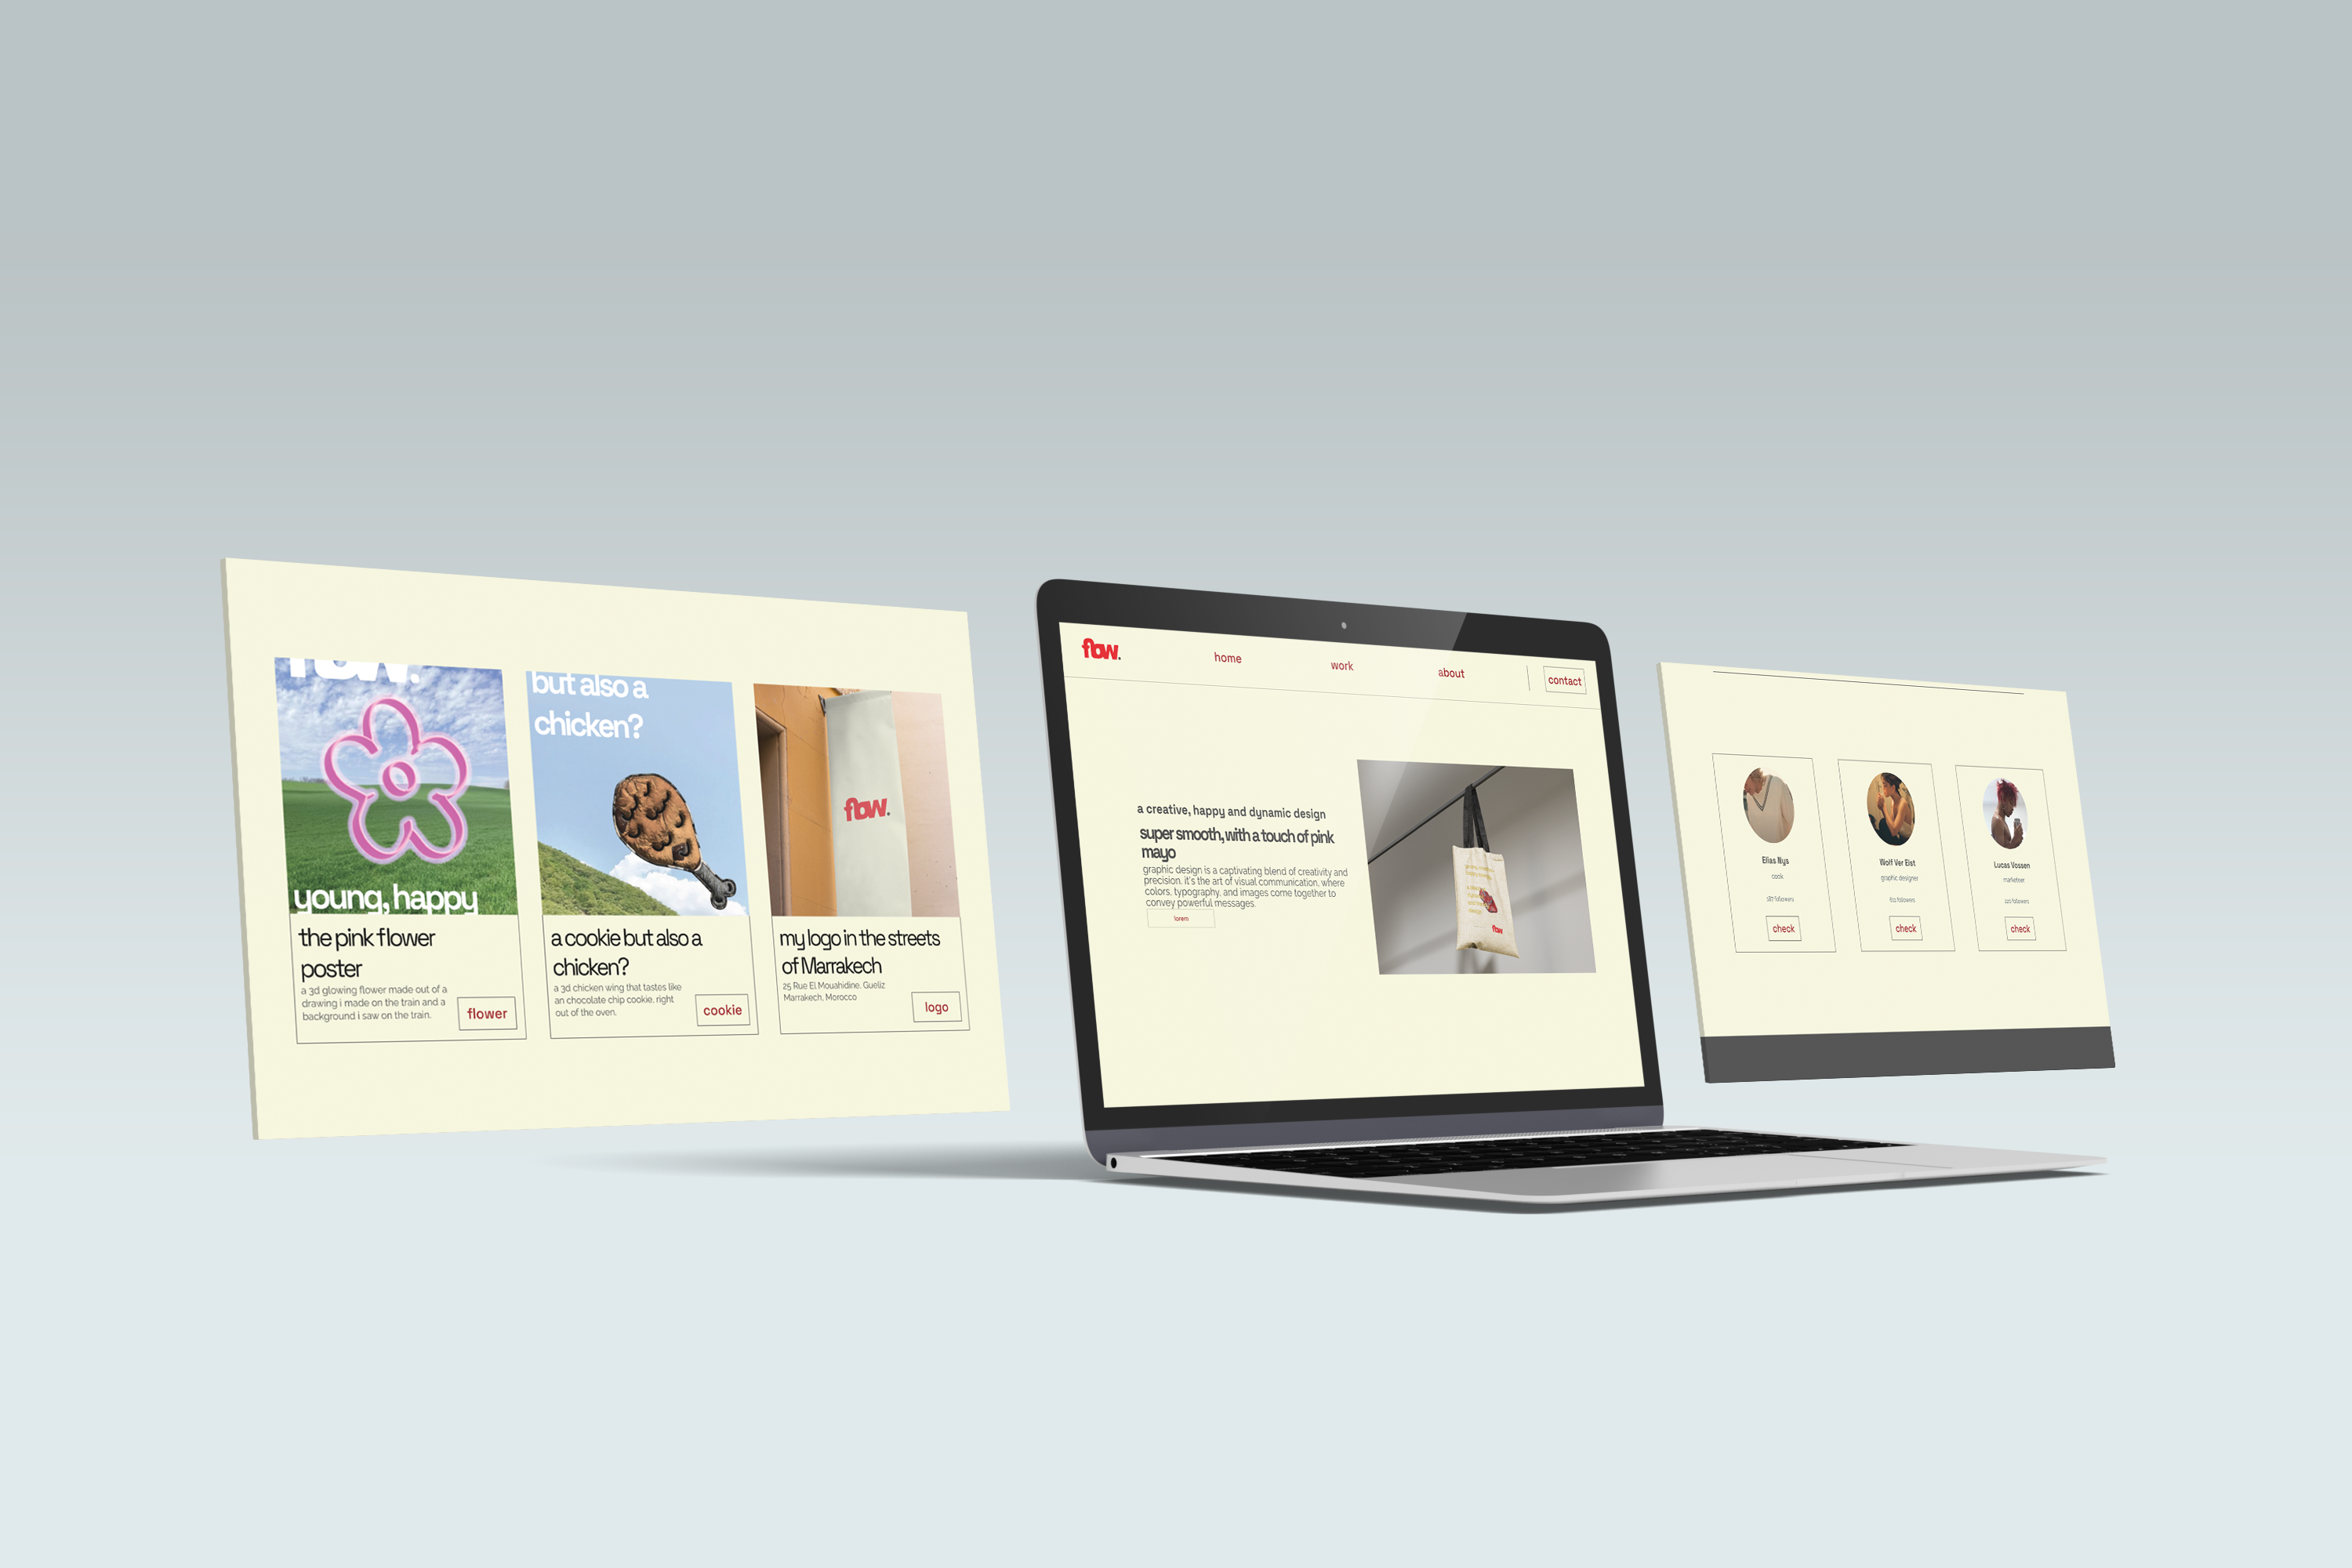 flow.
young, happy
the pink flower
poster
a 3d glowing flower made out of a
drawing i made on the train and a
background i saw on the train.
flower
but also a
chicken?
a cookie but also a
chicken?
a 3d chicken wing that tastes like
an chocolate chip cookie, right
out of the oven.
cookie
flow.
my logo in the streets
of Marrakech
25 Rue El Mouahidine, Gueliz
Marrakech, Morocco
logo
flow.
home
work
about
contact
a creative, happy and dynamic design
super smooth, with a touch of pink
mayo
graphic design is a captivating blend of creativity and
precision. it's the art of visual communication, where
colors, typography, and images come together to
convey powerful messages.
lorem
flow.
Elias Nys
cook
187 followers
check
Wolf Ver Elst
graphic designer
followers
check
Lucas Vossen
marketeer
followers
check